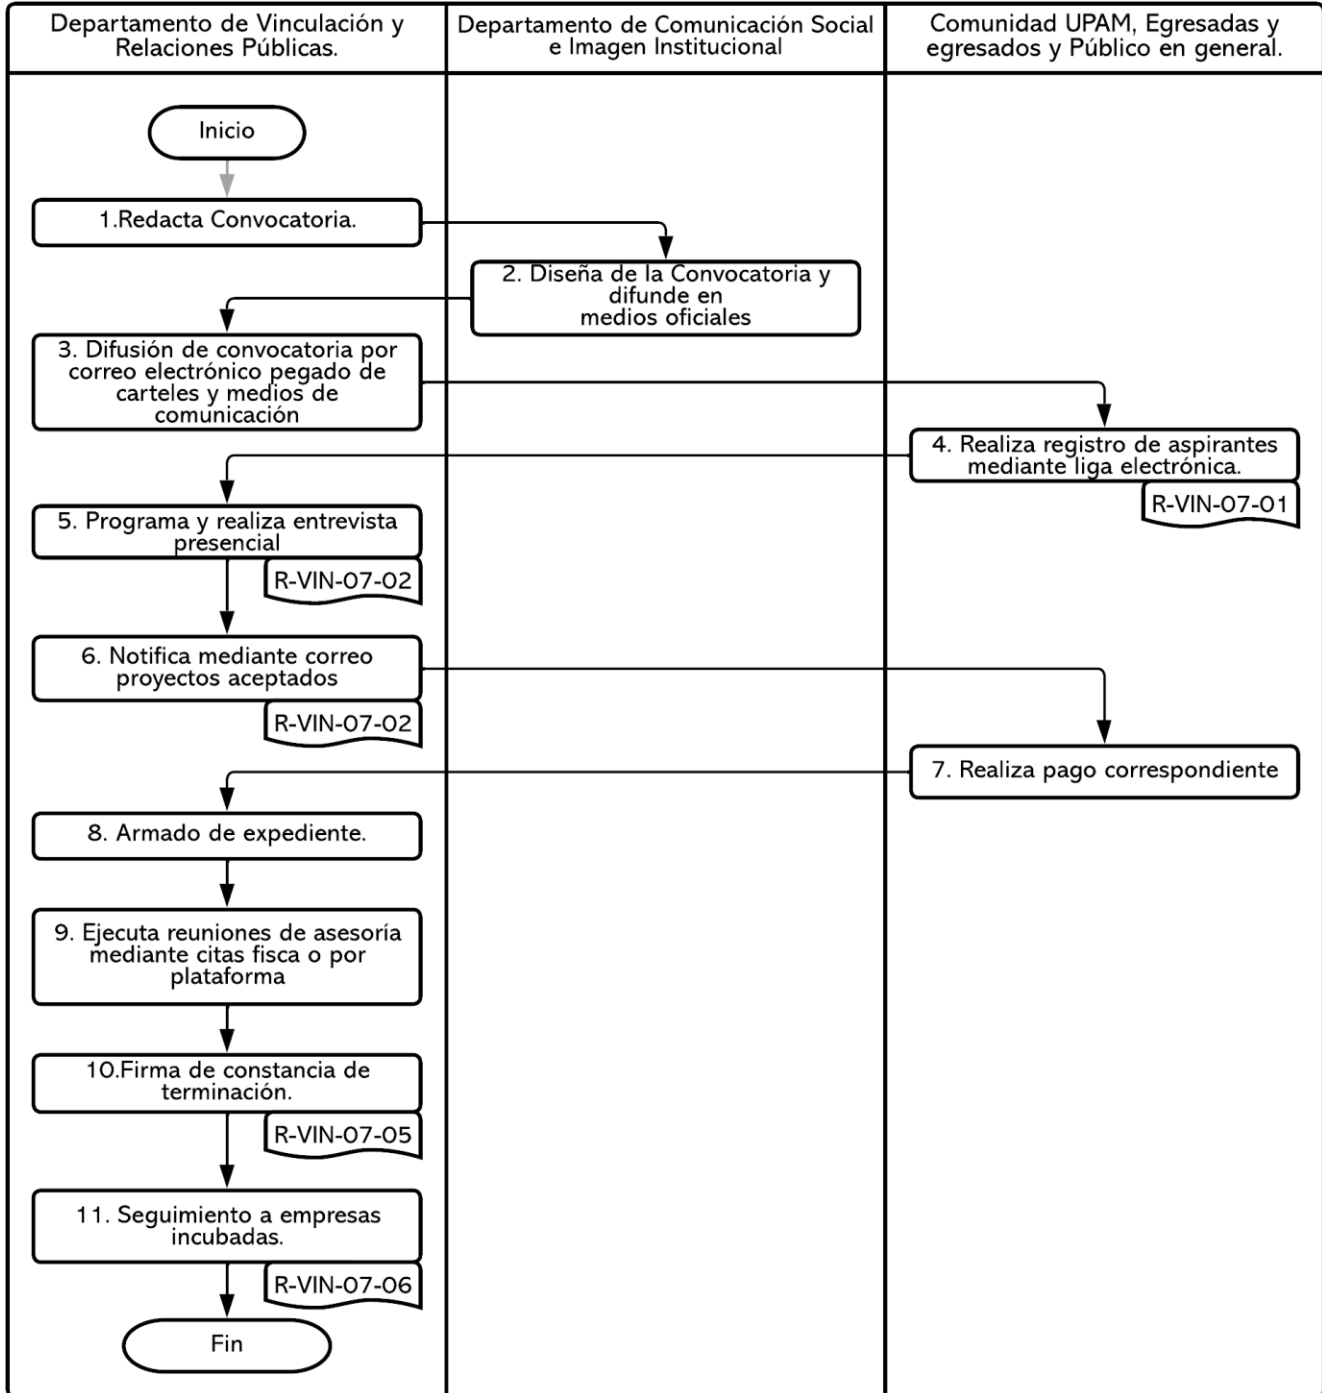 Departamento de Vinculación y
Relaciones Públicas.
Departamento de Comunicación Social
e Imagen Institucional
Comunidad UPAM, Egresadas y
egresados y Público en general.
Inicio
1.Redacta Convocatoria.
2. Diseña de la Convocatoria y
difunde en
medios oficiales
3. Difusión de convocatoria por
correo electrónico pegado de
carteles y medios de
comunicación
4. Realiza registro de aspirantes
mediante liga electrónica.
R-VIN-07-01
5. Programa y realiza entrevista
presencial
R-VIN-07-02
6. Notifica mediante correo
proyectos aceptados
R-VIN-07-02
7. Realiza pago correspondiente
8. Armado de expediente.
9. Ejecuta reuniones de asesoría
mediante citas fisca o por
plataforma
10.Firma de constancia de
terminación.
R-VIN-07-05
11. Seguimiento a empresas
incubadas.
R-VIN-07-06
Fin